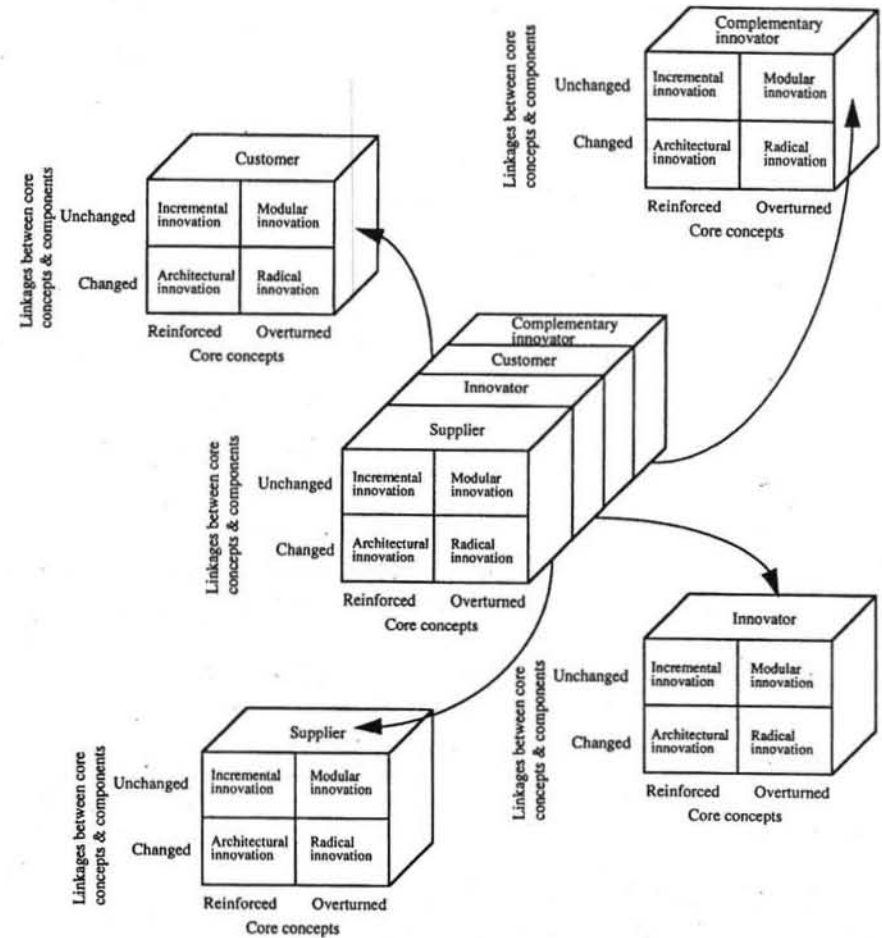 Complementary
innovator
Linkages between core
concepts & components
Unchanged
Incremental
innovation
Modular
innovation
Changed
Architectural
innovation
Radical
innovation
Reinforced
Overturned
Core concepts
Customer
Linkages between core
concepts & components
Unchanged
Incremental
innovation
Modular
innovation
Changed
Architectural
innovation
Radical
innovation
Reinforced
Overturned
Core concepts
Complementary
innovator
Customer
Innovator
Supplier
Linkages between core
concepts & components
Unchanged
Incremental
innovation
Modular
innovation
Changed
Architectural
innovation
Radical
innovation
Reinforced
Overturned
Core concepts
Innovator
Linkages between core
concepts & components
Unchanged
Incremental
innovation
Modular
innovation
Changed
Architectural
innovation
Radical
innovation
Reinforced
Overturned
Core concepts
Supplier
Linkages between core
concepts & components
Unchanged
Incremental
innovation
Modular
innovation
Changed
Architectural
innovation
Radical
innovation
Reinforced
Overturned
Core concepts